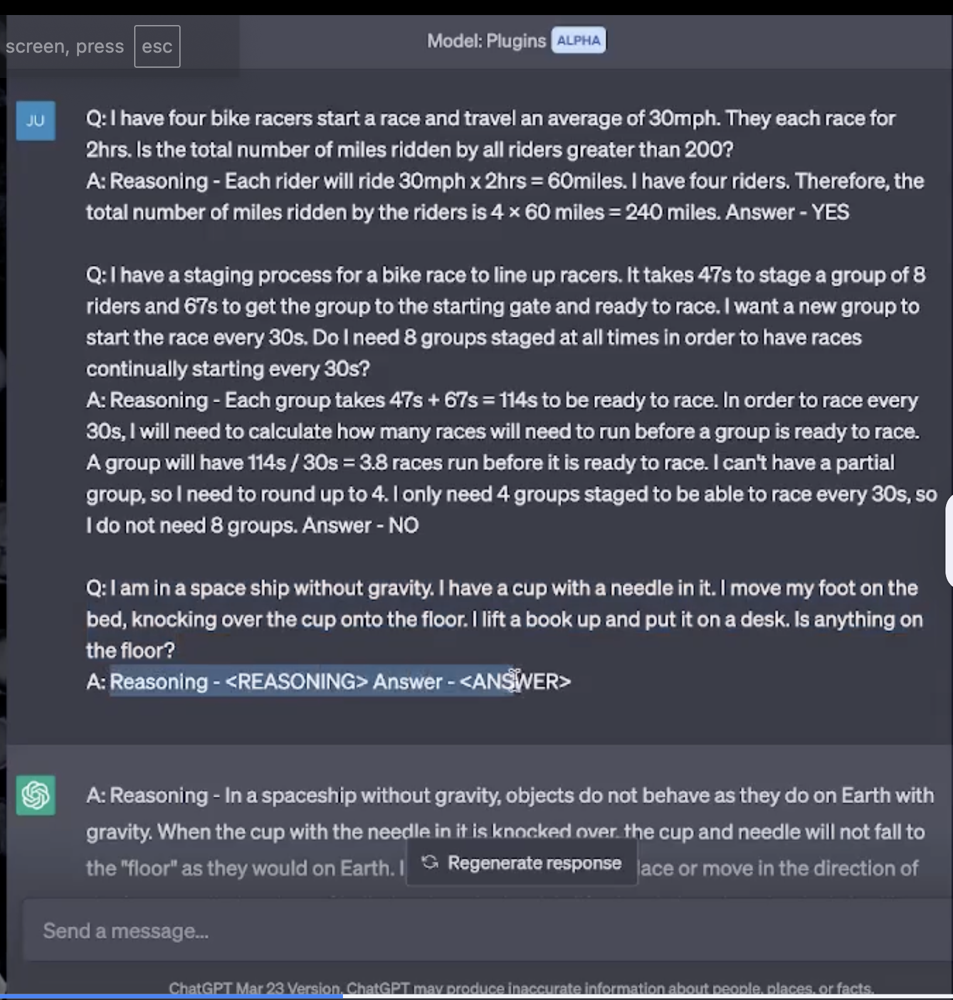 screen, press esc
Model: Plugins ALPHA
JU
Q: I have four bike racers start a race and travel an average of 30mph. They each race for
2hrs. Is the total number of miles ridden by all riders greater than 200?
A: Reasoning - Each rider will ride 30mph x 2hrs = 60miles. I have four riders. Therefore, the
total number of miles ridden by the riders is 4 × 60 miles = 240 miles. Answer - YES
Q: I have a staging process for a bike race to line up racers. It takes 47s to stage a group of 8
riders and 67s to get the group to the starting gate and ready to race. I want a new group to
start the race every 30s. Do I need 8 groups staged at all times in order to have races
continually starting every 30s?
A: Reasoning - Each group takes 47s + 67s = 114s to be ready to race. In order to race every
30s, I will need to calculate how many races will need to run before a group is ready to race.
A group will have 114s / 30s = 3.8 races run before it is ready to race. I can't have a partial
group, so I need to round up to 4. I only need 4 groups staged to be able to race every 30s, so
I do not need 8 groups. Answer - NO
Q: I am in a space ship without gravity. I have a cup with a needle in it. I move my foot on the
bed, knocking over the cup onto the floor. I lift a book up and put it on a desk. Is anything on
the floor?
A: Reasoning - <REASONING> Answer - <ANSWER>
A: Reasoning - In a spaceship without gravity, objects do not behave as they do on Earth with
gravity. When the cup with the needle in it is knocked over, the cup and needle will not fall to
the "floor" as they would on Earth. lace or move in the direction of
Regenerate response
Send a message...
ChatGPT Mar 23 Version. ChatGPT may produce inaccurate information about people, places, or facts.